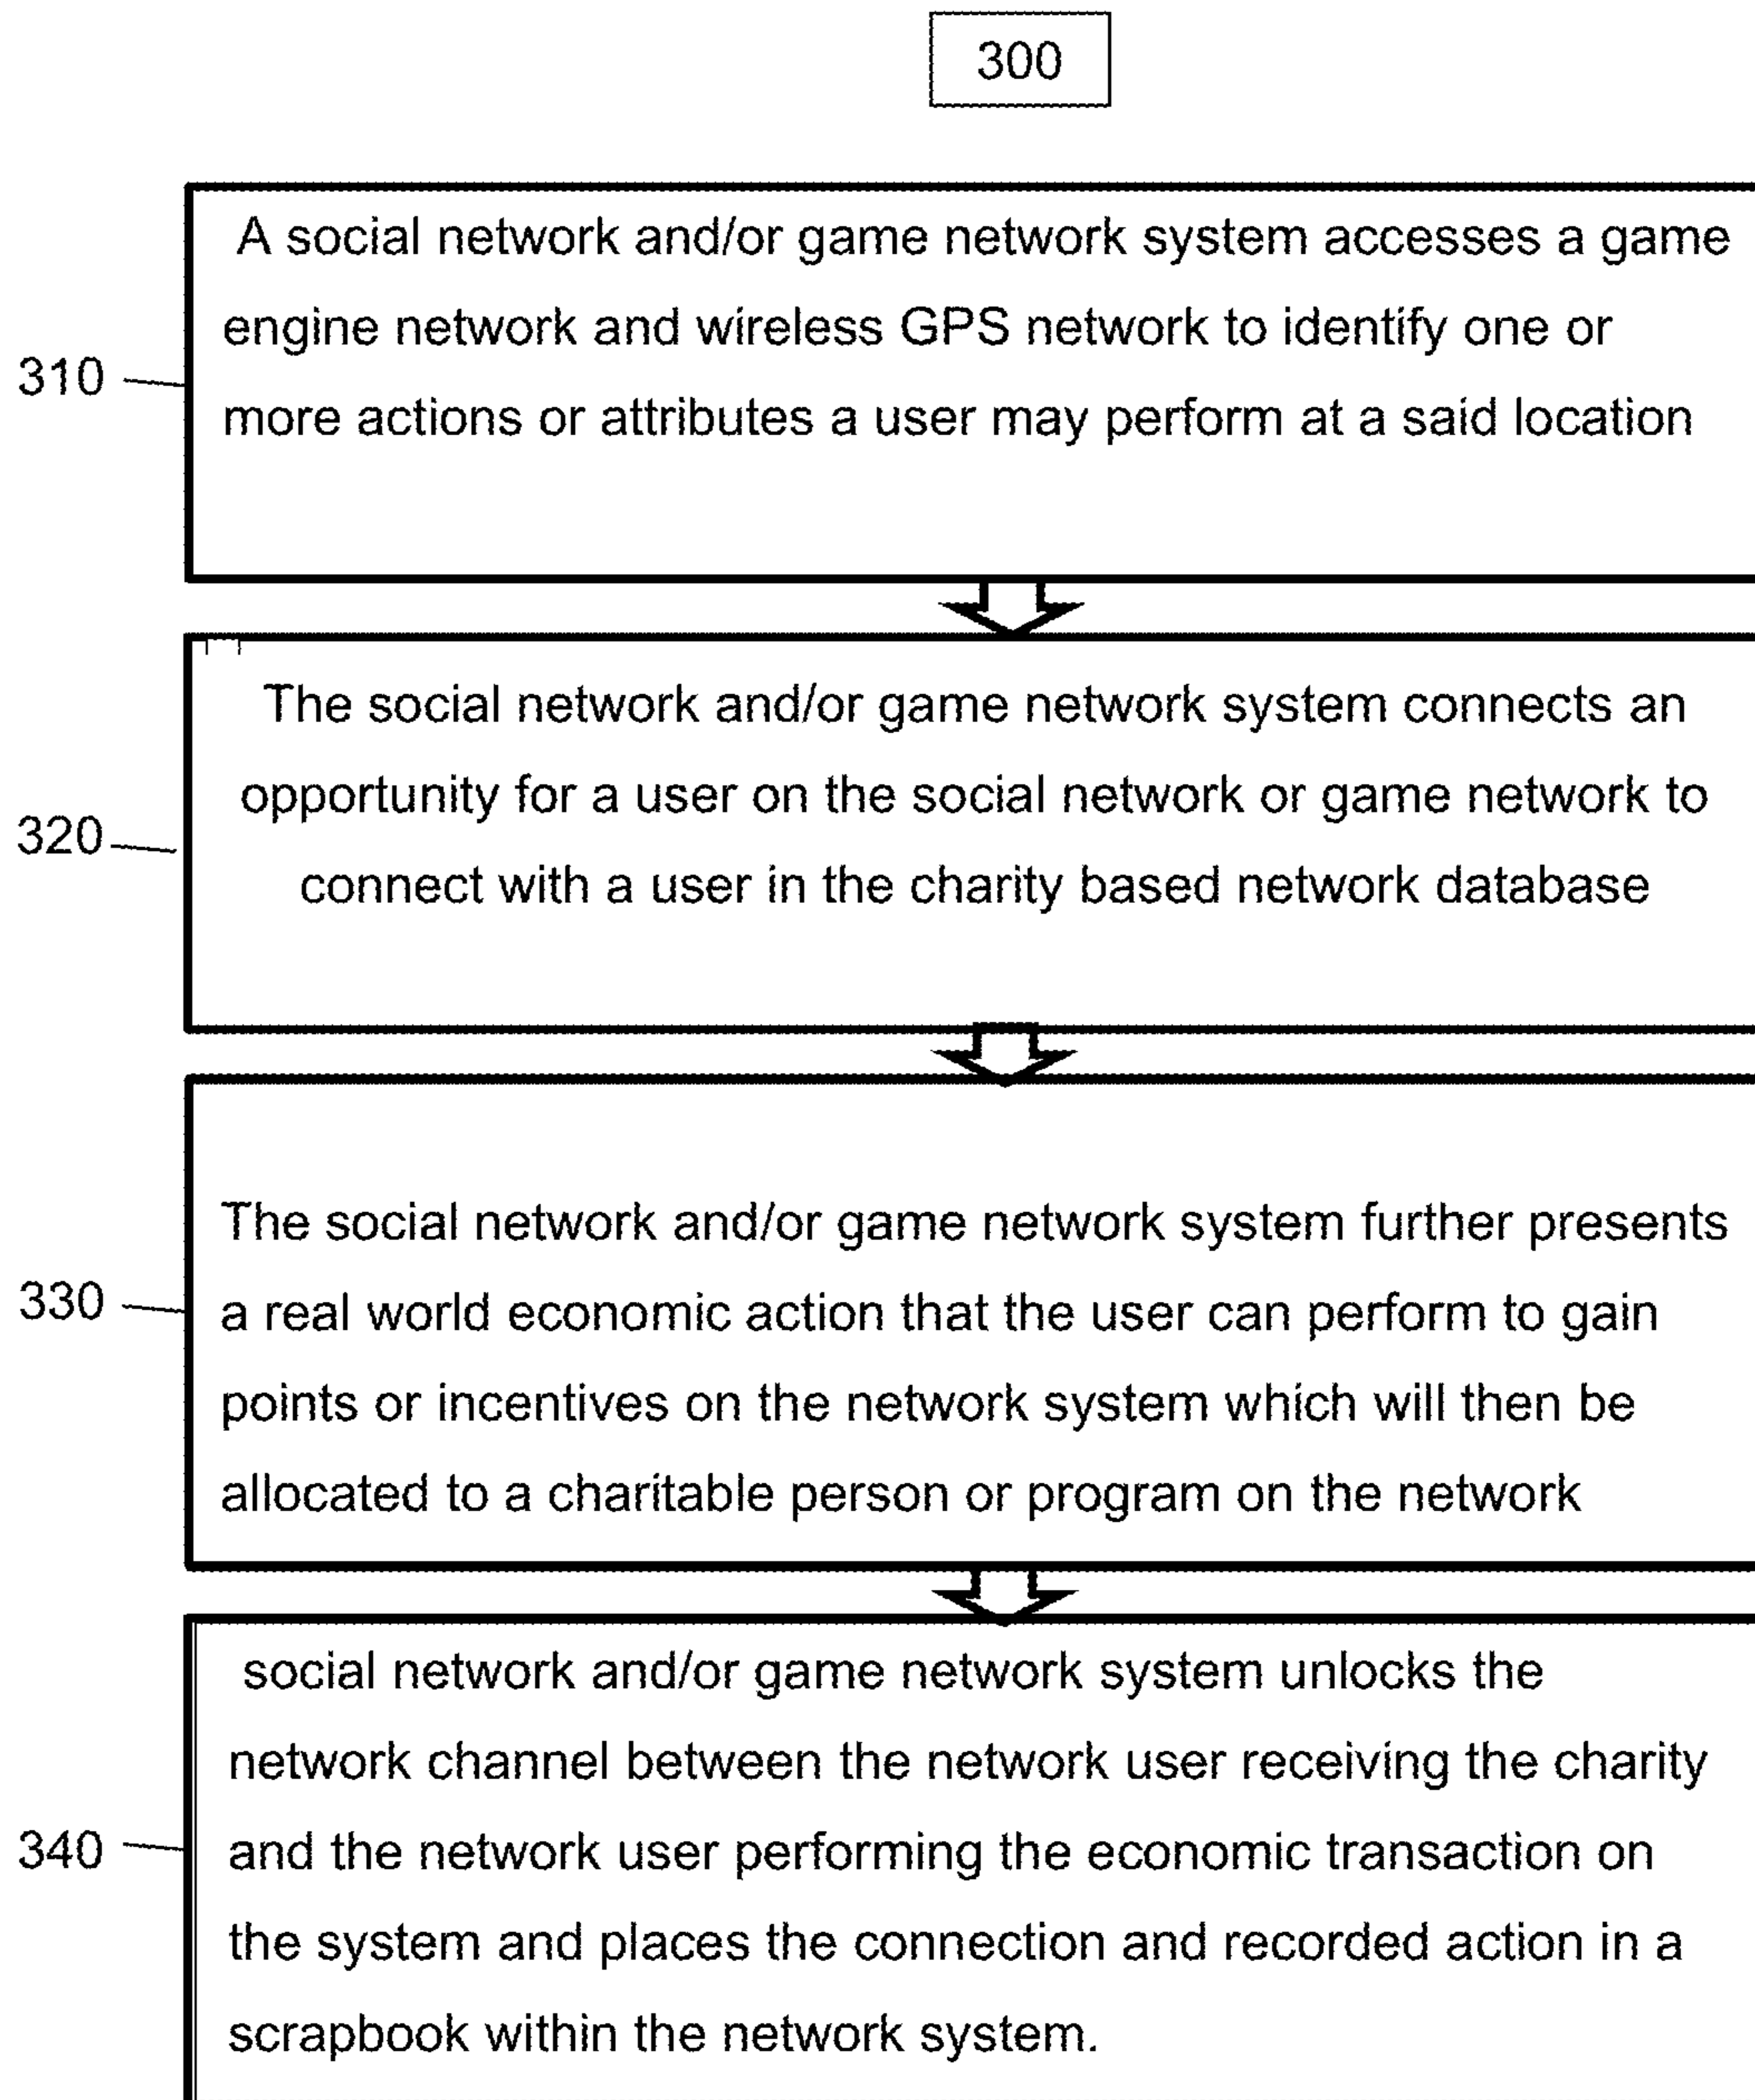 300
A social network and/or game network system accesses a game
engine network and wireless GPS network to identify one or
310
more actions or attributes a user may perform at a said location
The social network and/or game network system connects an
opportunity for a user on the social network or game network to
320
connect with a user in the charity based network database
The social network and/or game network system further presents
330
a real world economic action that the user can perform to gain
points or incentives on the network system which will then be
allocated to a charitable person or program on the network
social network and/or game network system unlocks the
network channel between the network user receiving the charity
340
and the network user performing the economic transaction on
the system and places the connection and recorded action in a
scrapbook within the network system.